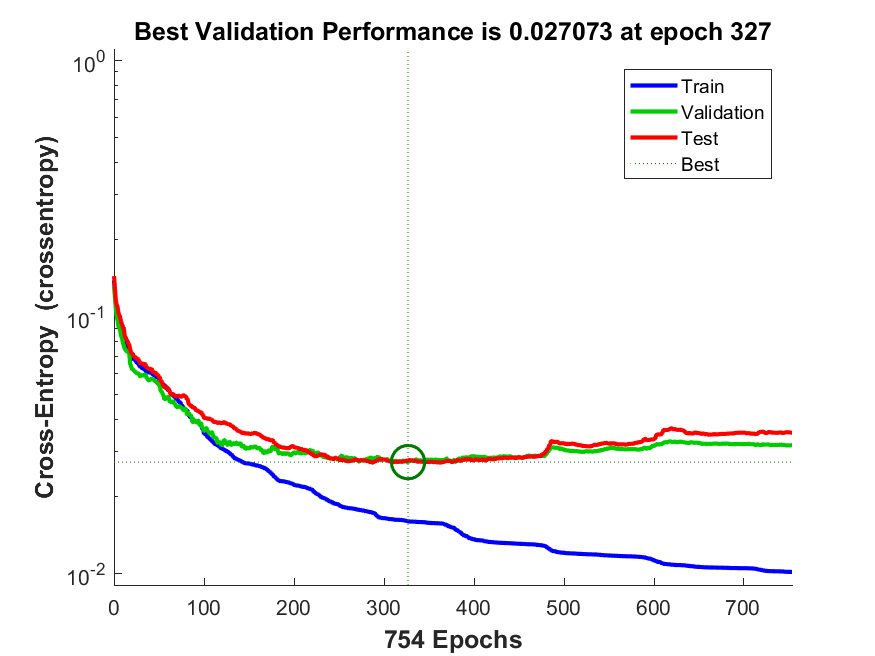 Best Validation Performance is 0.027073 at epoch 327
Cross-Entropy (crossentropy)
10^0
10^-1
10^-2
Train
Validation
Test
Best
0 100 200 300 400 500 600 700
754 Epochs